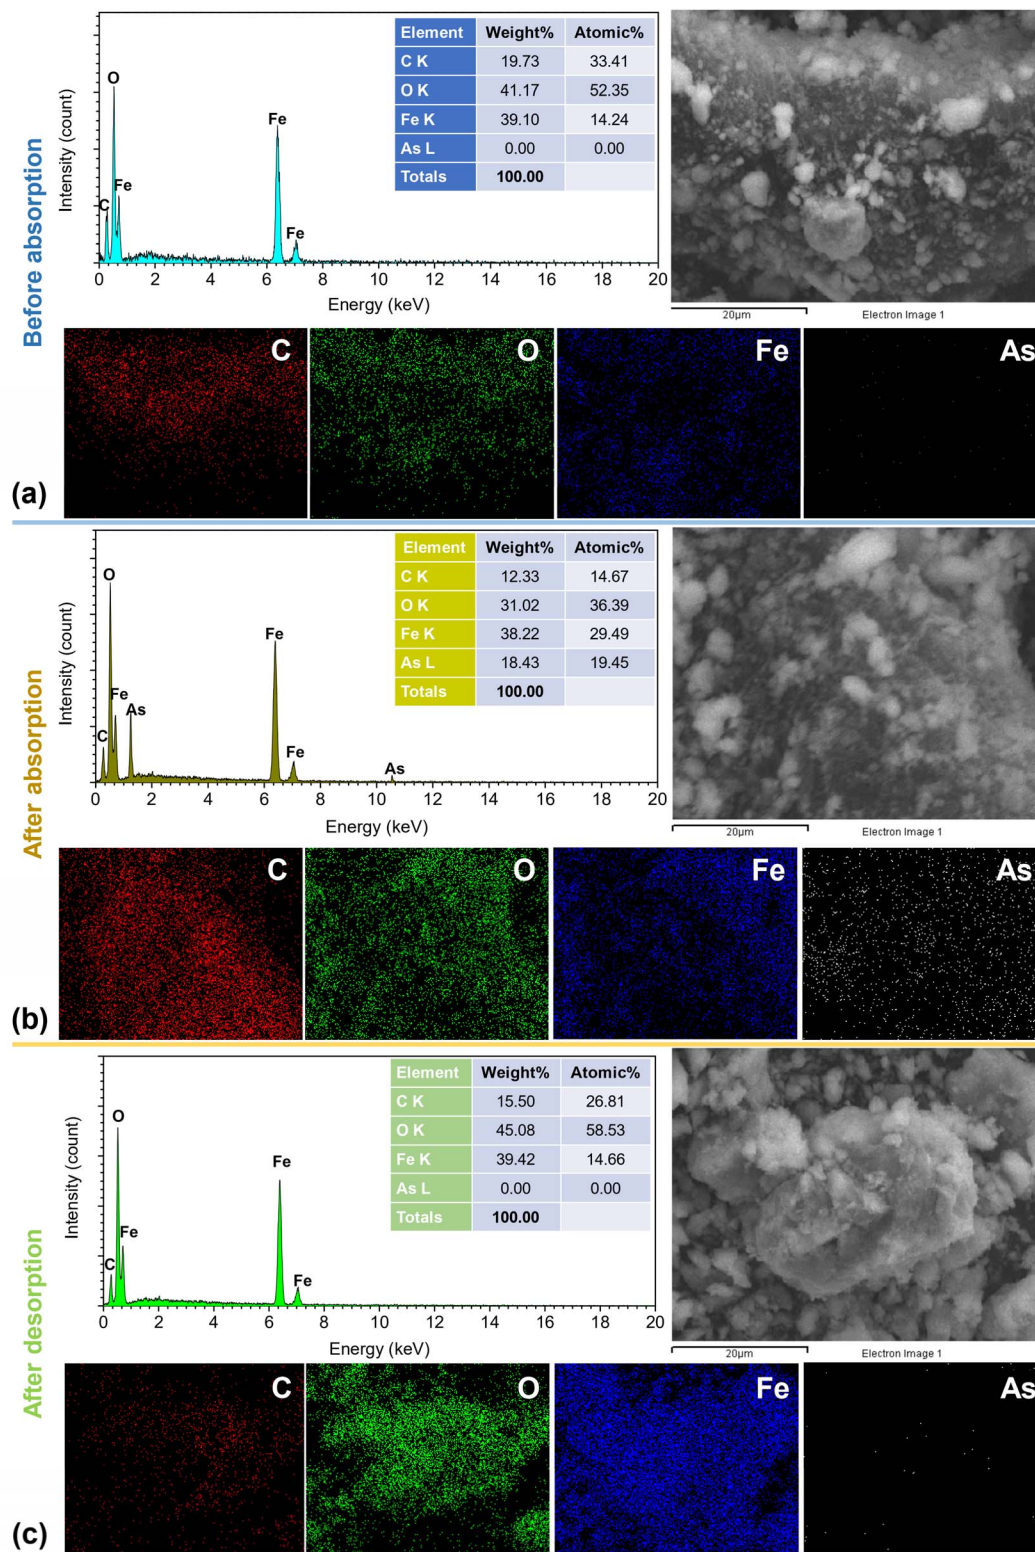 Before absorption
Intensity (count)
O
Fe
C
Fe
Fe
0 2 4 6 8 10 12 14 16 18 20
Energy (keV)
Element Weight% Atomic%
C K 19.73 33.41
O K 41.17 52.35
Fe K 39.10 14.24
As L 0.00 0.00
Totals 100.00
20µm Electron Image 1
C O Fe As
(a)
After absorption
Intensity (count)
O
Fe
As
C
Fe
Fe
As
0 2 4 6 8 10 12 14 16 18 20
Energy (keV)
Element Weight% Atomic%
C K 12.33 14.67
O K 31.02 36.39
Fe K 38.22 29.49
As L 18.43 19.45
Totals 100.00
20µm Electron Image 1
C O Fe As
(b)
After desorption
Intensity (count)
O
Fe
C
Fe
Fe
0 2 4 6 8 10 12 14 16 18 20
Energy (keV)
Element Weight% Atomic%
C K 15.50 26.81
O K 45.08 58.53
Fe K 39.42 14.66
As L 0.00 0.00
Totals 100.00
20µm Electron Image 1
C O Fe As
(c)